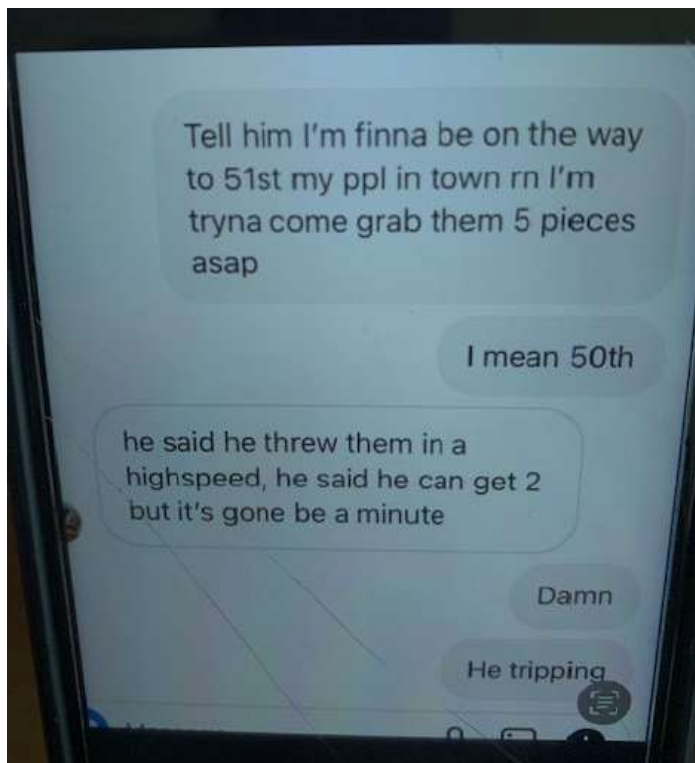 Tell him I'm finna be on the way
to 51st my ppl in town rn I'm
tryna come grab them 5 pieces
asap
I mean 50th
he said he threw them in a
highspeed, he said he can get 2
but it's gone be a minute
Damn
He tripping